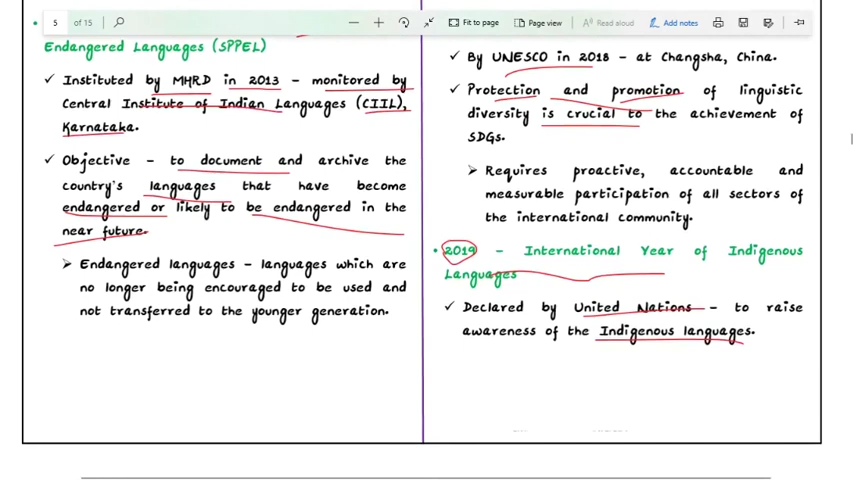 5 of 15 Fit to page Page view Read aloud Add notes
Endangered Languages (SPPEL)
✓ Instituted by MHRD in 2013 - monitored by
Central Institute of Indian Languages (CIIL),
Karnataka.
✓ Objective - to document and archive the
country's languages that have become
endangered or likely to be endangered in the
near future.
➢ Endangered languages - languages which are
no longer being encouraged to be used and
not transferred to the younger generation.
✓ By UNESCO in 2018 - at Changsha, China.
✓ Protection and promotion of linguistic
diversity is crucial to the achievement of
SDGs.
➢ Requires proactive, accountable and
measurable participation of all sectors of
the international community.
• 2019 - International Year of Indigenous
Languages
✓ Declared by United Nations - to raise
awareness of the Indigenous languages.